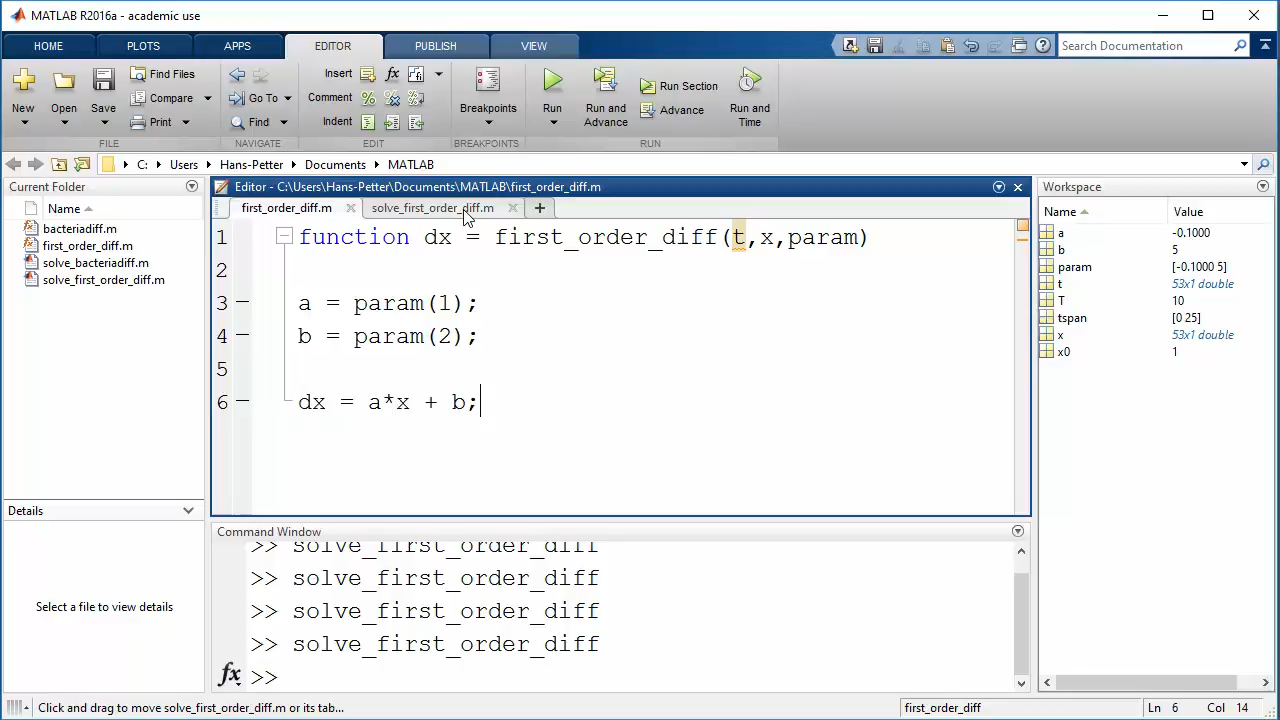 MATLAB R2016a - academic use
HOME PLOTS APPS EDITOR PUBLISH VIEW Search Documentation
New Open Save Find Files Compare Print
Go To Find
Insert fx
Comment
Indent
Breakpoints
Run Run and Advance Run Section Advance Run and Time
FILE NAVIGATE EDIT BREAKPOINTS RUN
C: Users Hans-Petter Documents MATLAB
Current Folder
Name
bacteriadiff.m
first_order_diff.m
solve_bacteriadiff.m
solve_first_order_diff.m
Details
Select a file to view details
Editor - C:\Users\Hans-Petter\Documents\MATLAB\first_order_diff.m
first_order_diff.m solve_first_order_diff.m
1 function dx = first_order_diff(t,x,param)
2
3 a = param(1);
4 b = param(2);
5
6 dx = a*x + b;
Command Window
>> solve_first_order_diff
>> solve_first_order_diff
>> solve_first_order_diff
>> solve_first_order_diff
fx >>
Workspace
Name Value
a -0.1000
b 5
param [-0.1000 5]
t 53x1 double
T 10
tspan [0 25]
x 53x1 double
x0 1
Click and drag to move solve_first_order_diff.m or its tab... first_order_diff Ln 6 Col 14